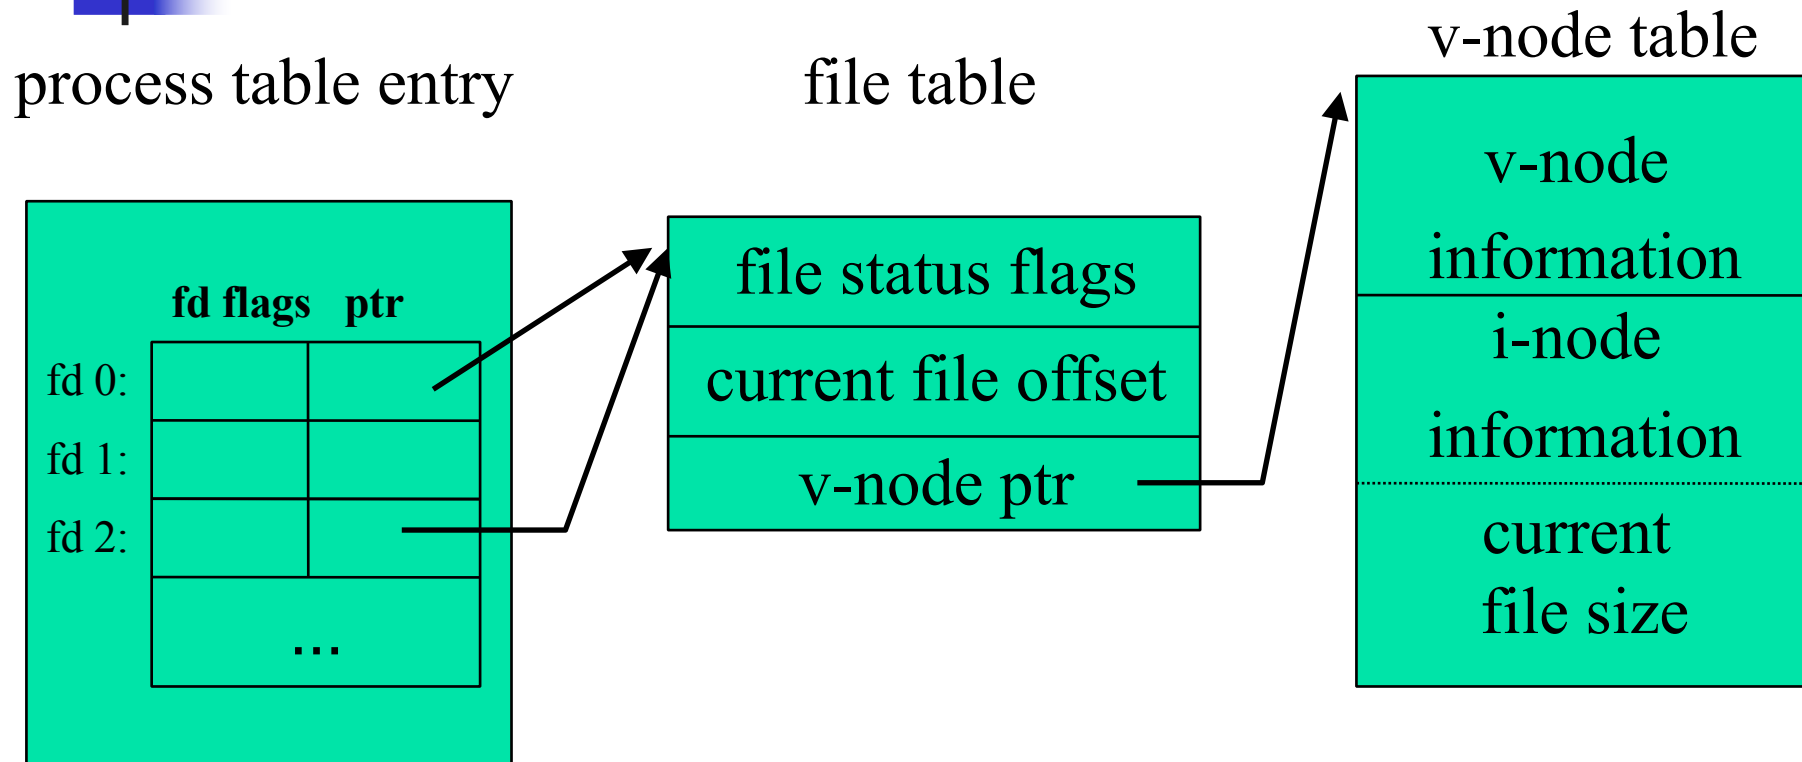 process table entry
file table
v-node table
fd flags ptr
fd 0:
fd 1:
fd 2:
...
file status flags
current file offset
v-node ptr
v-node
information
i-node
information
current
file size